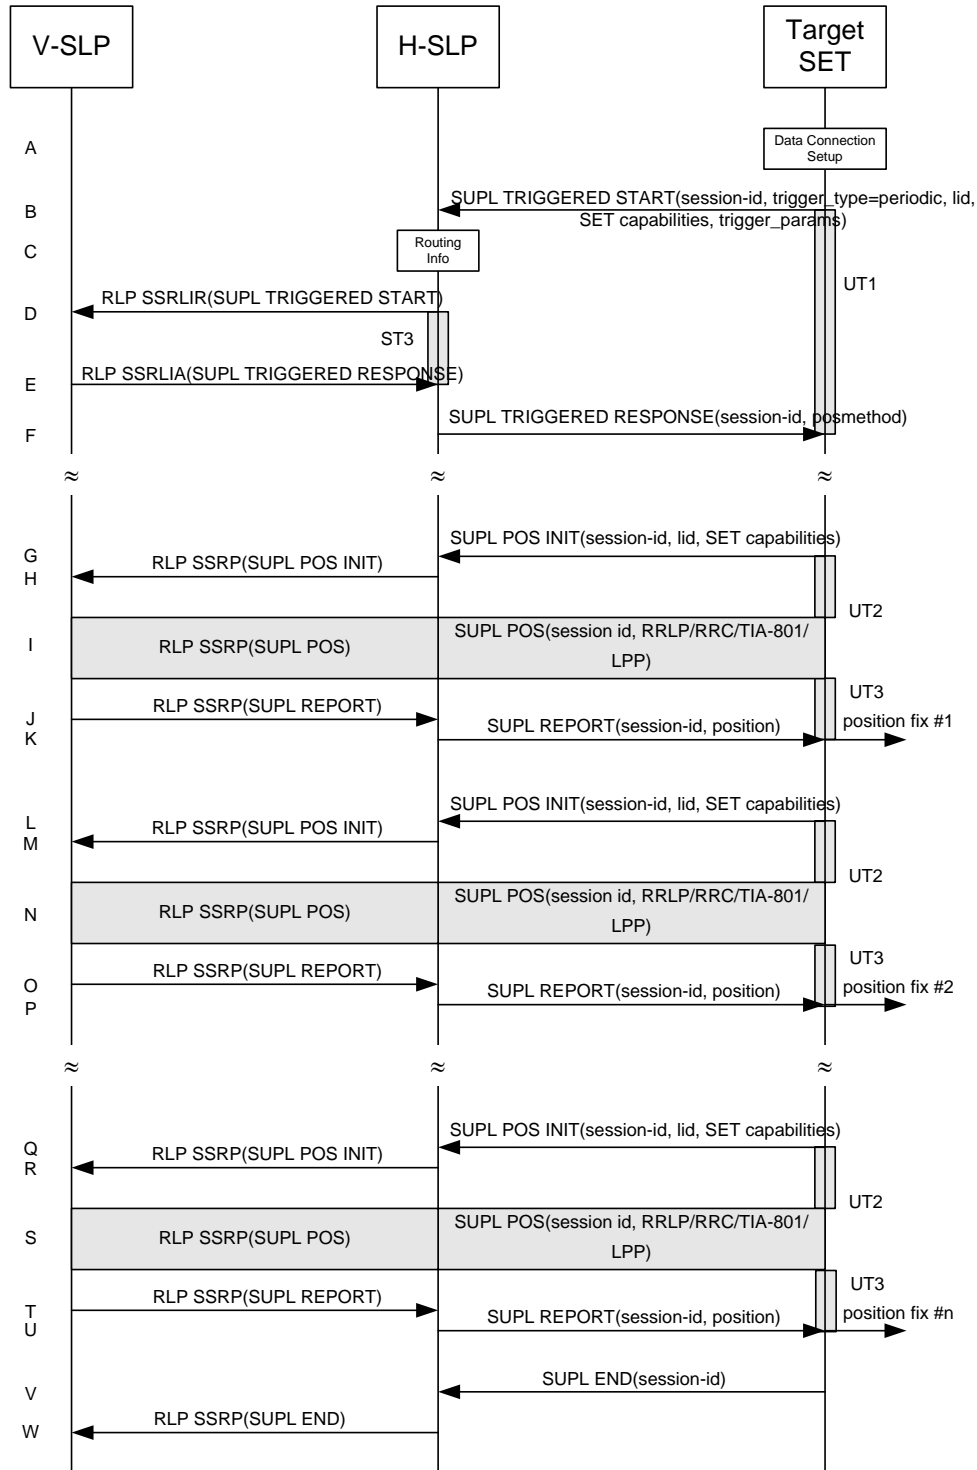 V-SLP
H-SLP
Target
SET
A
Data Connection
Setup
B
SUPL TRIGGERED START(session-id, trigger_type=periodic, lid,
SET capabilities, trigger_params)
C
Routing
Info
UT1
D
RLP SSRLIR(SUPL TRIGGERED START)
ST3
E
RLP SSRLIA(SUPL TRIGGERED RESPONSE)
F
SUPL TRIGGERED RESPONSE(session-id, posmethod)
≈
≈
≈
G
SUPL POS INIT(session-id, lid, SET capabilities)
H
RLP SSRP(SUPL POS INIT)
UT2
I
RLP SSRP(SUPL POS)
SUPL POS(session id, RRLP/RRC/TIA-801/
LPP)
J
RLP SSRP(SUPL REPORT)
UT3
K
SUPL REPORT(session-id, position)
position fix #1
L
SUPL POS INIT(session-id, lid, SET capabilities)
M
RLP SSRP(SUPL POS INIT)
UT2
N
RLP SSRP(SUPL POS)
SUPL POS(session id, RRLP/RRC/TIA-801/
LPP)
O
RLP SSRP(SUPL REPORT)
UT3
P
SUPL REPORT(session-id, position)
position fix #2
≈
≈
≈
Q
SUPL POS INIT(session-id, lid, SET capabilities)
R
RLP SSRP(SUPL POS INIT)
UT2
S
RLP SSRP(SUPL POS)
SUPL POS(session id, RRLP/RRC/TIA-801/
LPP)
T
RLP SSRP(SUPL REPORT)
UT3
U
SUPL REPORT(session-id, position)
position fix #n
V
SUPL END(session-id)
W
RLP SSRP(SUPL END)